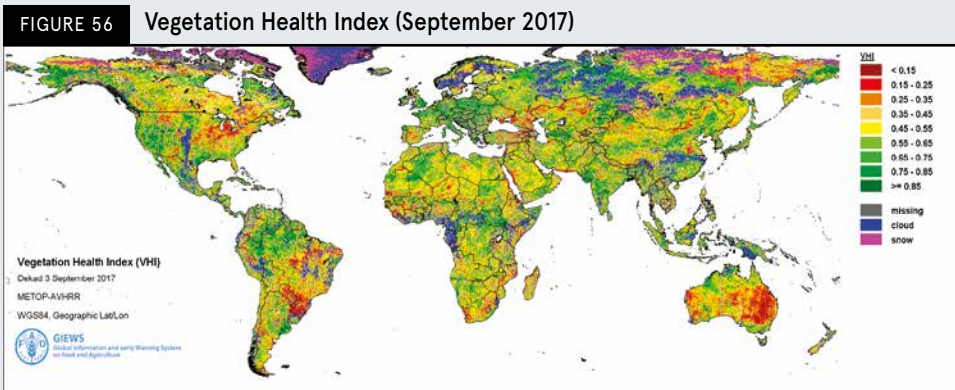 FIGURE 56
Vegetation Health Index (September 2017)
VHI
< 0.15
0.15 - 0.25
0.25 - 0.35
0.35 - 0.45
0.45 - 0.55
0.55 - 0.65
0.65 - 0.75
0.75 - 0.85
>= 0.85
missing
cloud
snow
Vegetation Health Index (VHI)
Dekad 3 September 2017
METOP-AVHRR
WGS84, Geographic Lat/Lon
FAO
GIEWS
Global Information and early Warning System
on Food and Agriculture